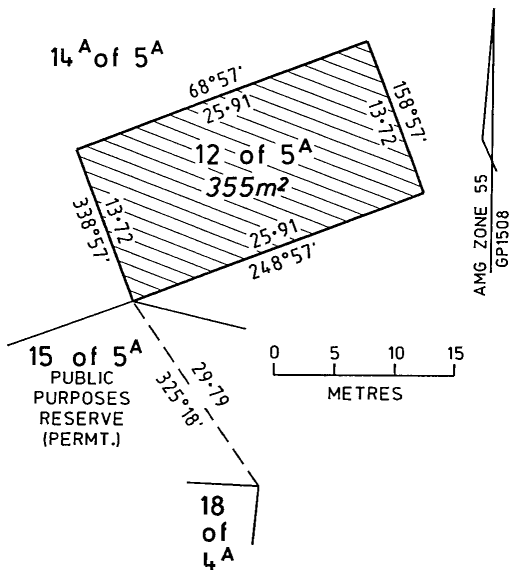 14ᴬ of 5ᴬ
68°57'
25·91
158°57'
13·72
12 of 5ᴬ
355m²
338°57'
13·72
25·91
248°57'
AMG ZONE 55
GP1508
15 of 5ᴬ
PUBLIC
PURPOSES
RESERVE
(PERMT.)
29·79
325°18'
0 5 10 15
METRES
18
of
4ᴬ